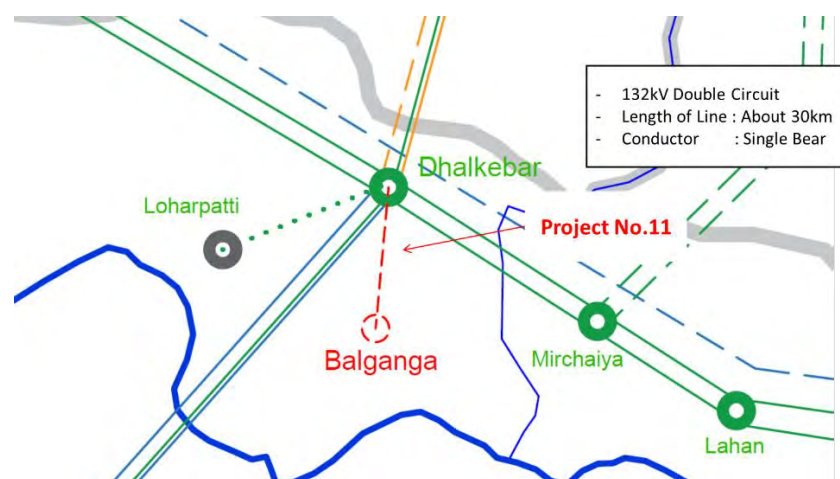 - 132kV Double Circuit
- Length of Line : About 30km
- Conductor : Single Bear
Dhalkebar
Loharpatti
Project No.11
Balganga
Mirchaiya
Lahan